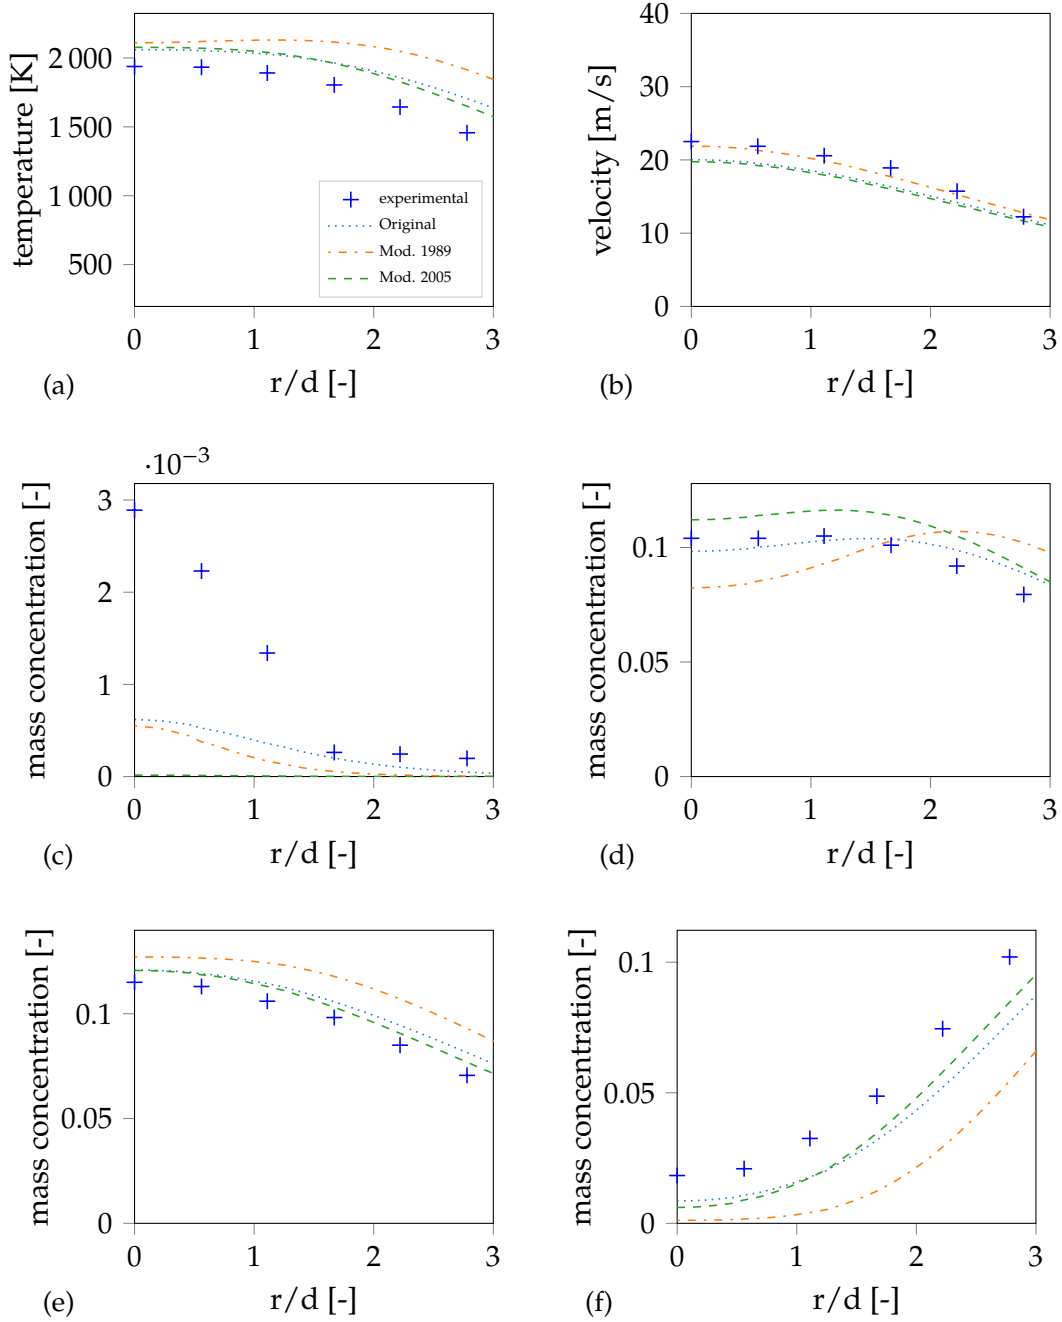 temperature [K]
2 000
1 500
1 000
500
0
1
2
3
r/d [-]
(a)
experimental
Original
Mod. 1989
Mod. 2005
velocity [m/s]
40
30
20
10
0
0
1
2
3
r/d [-]
(b)
·10⁻³
mass concentration [-]
3
2
1
0
0
1
2
3
r/d [-]
(c)
mass concentration [-]
0.1
0.05
0
0
1
2
3
r/d [-]
(d)
mass concentration [-]
0.1
0.05
0
0
1
2
3
r/d [-]
(e)
mass concentration [-]
0.1
0.05
0
0
1
2
3
r/d [-]
(f)